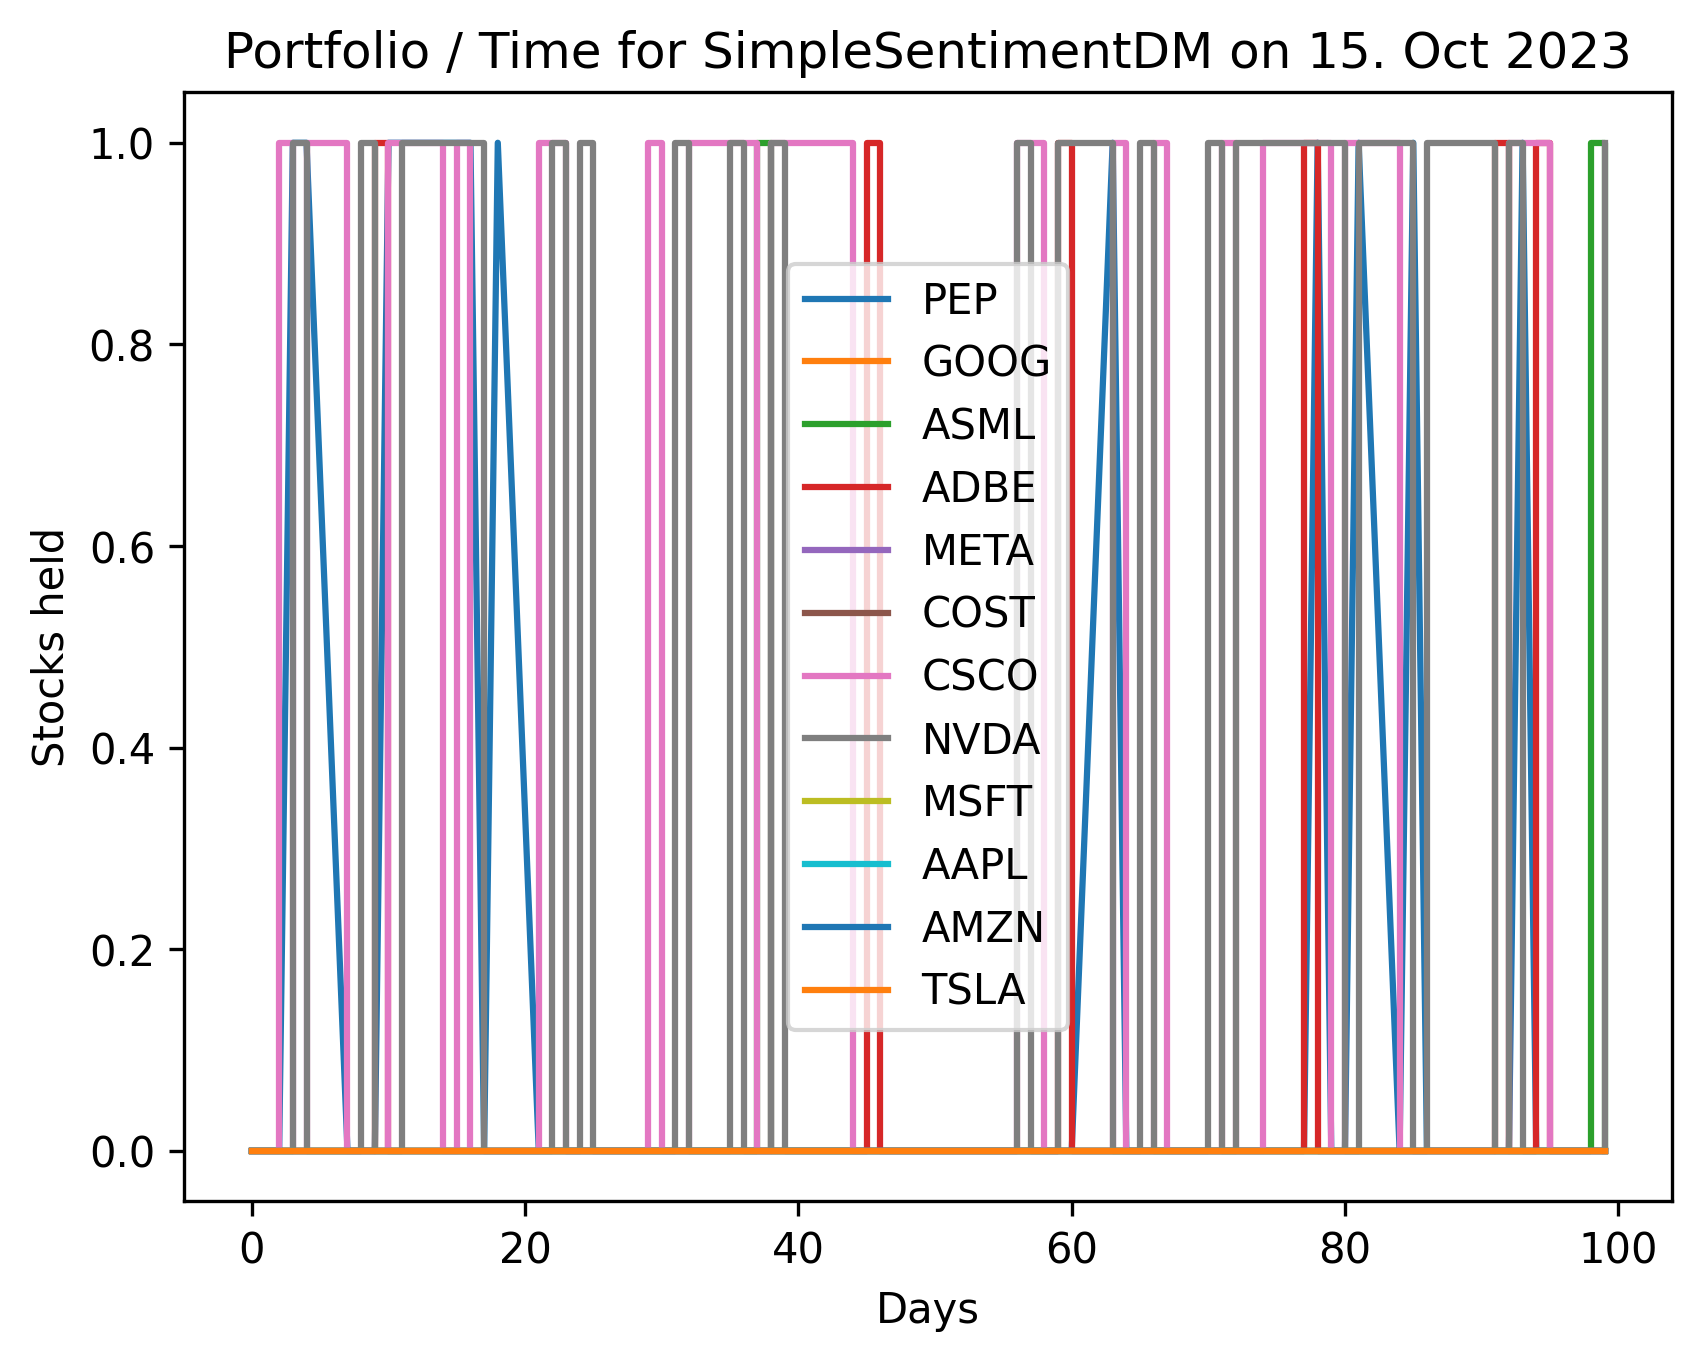 Portfolio / Time for SimpleSentimentDM on 15. Oct 2023
1.0
0.8
0.6
0.4
0.2
0.0
Stocks held
PEP
GOOG
ASML
ADBE
META
COST
CSCO
NVDA
MSFT
AAPL
AMZN
TSLA
0 20 40 60 80 100
Days